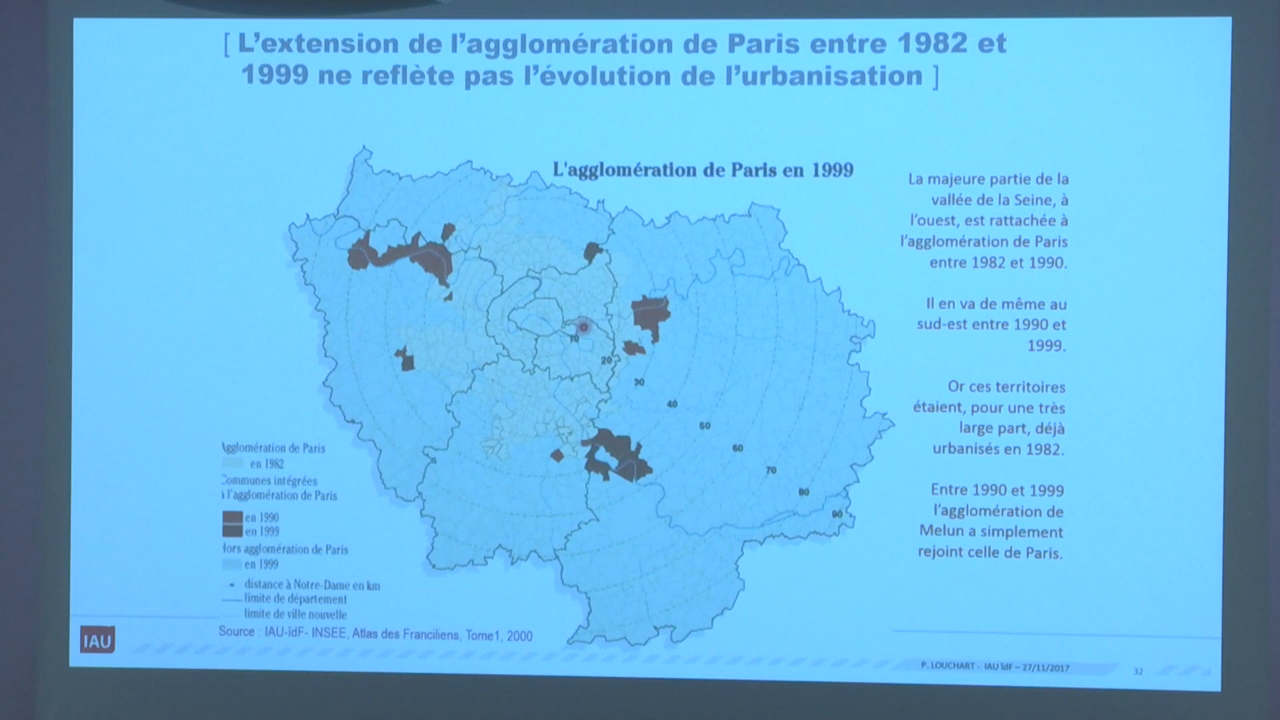 [ L'extension de l'agglomération de Paris entre 1982 et
1999 ne reflète pas l'évolution de l'urbanisation ]
L'agglomération de Paris en 1999
La majeure partie de la
vallée de la Seine, à
l'ouest, est rattachée à
l'agglomération de Paris
entre 1982 et 1990.
Il en va de même au
sud-est entre 1990 et
1999.
Or ces territoires
étaient, pour une très
large part, déjà
urbanisés en 1982.
Entre 1990 et 1999
l'agglomération de
Melun a simplement
rejoint celle de Paris.
10
20
30
40
50
60
70
80
90
Agglomération de Paris
en 1982
Communes intégrées
à l'agglomération de Paris
en 1990
en 1999
Hors agglomération de Paris
en 1999
distance à Notre-Dame en km
limite de département
limite de ville nouvelle
Source : IAU-îdF- INSEE, Atlas des Franciliens, Tome1, 2000
IAU
P. LOUCHART - IAU îdF – 27/11/2017
32